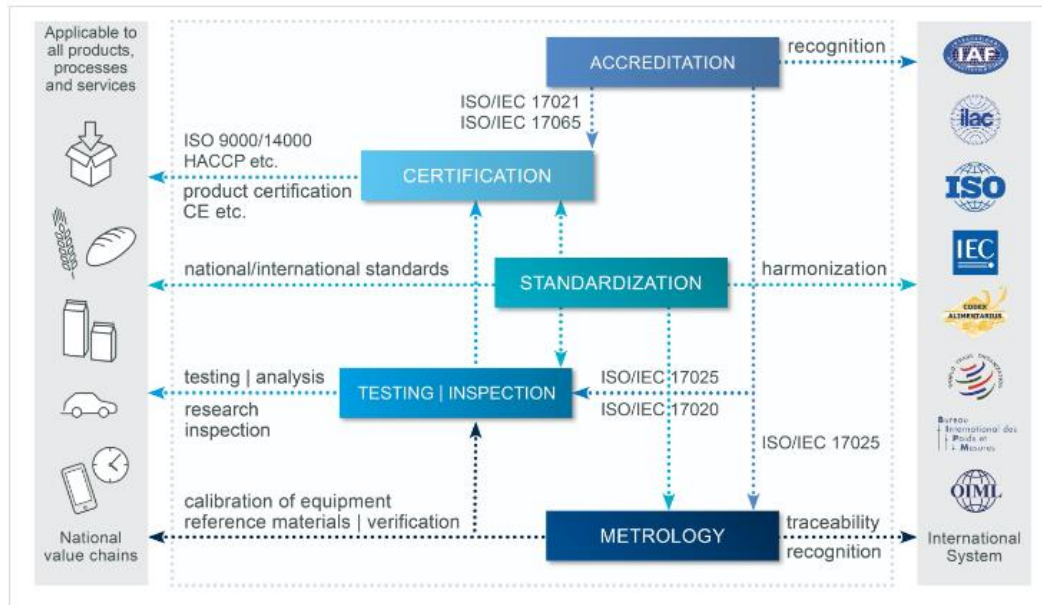 Applicable to
all products,
processes
and services
National
value chains
ACCREDITATION
recognition
ISO/IEC 17021
ISO/IEC 17065
ISO 9000/14000
HACCP etc.
CERTIFICATION
product certification
CE etc.
national/international standards
STANDARDIZATION
harmonization
testing | analysis
TESTING | INSPECTION
research
inspection
ISO/IEC 17025
ISO/IEC 17020
ISO/IEC 17025
calibration of equipment
reference materials | verification
METROLOGY
traceability
recognition
IAF
ilac
ISO
IEC
CODEX
ALIMENTARIUS
WORLD TRADE ORGANIZATION
Bureau
International des
Poids et
Mesures
OIML
International
System